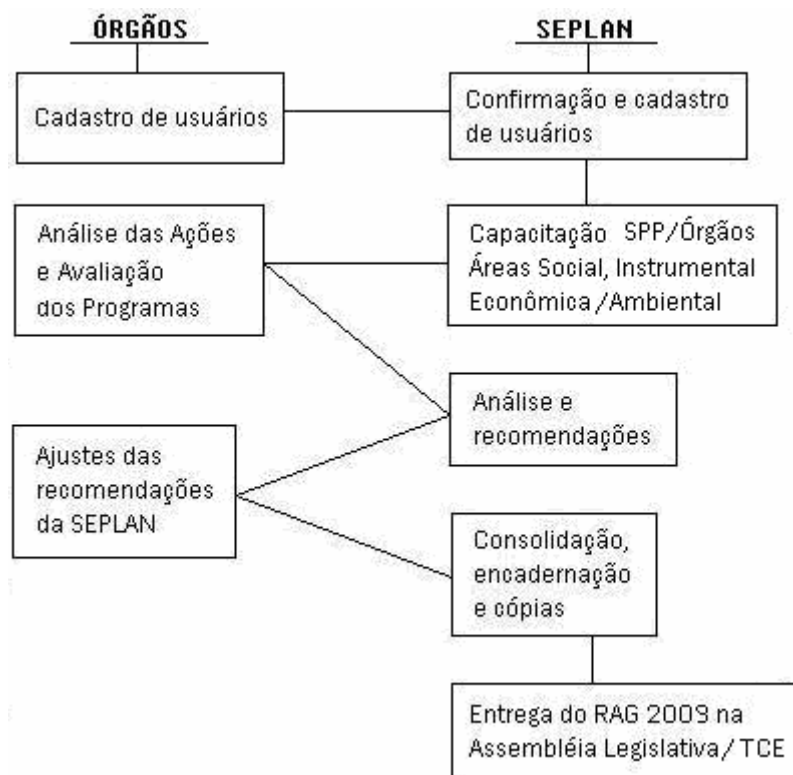 ÓRGÃOS
SEPLAN
Cadastro de usuários
Confirmação e cadastro
de usuários
Análise das Ações
e Avaliação
dos Programas
Capacitação SPP/Órgãos
Áreas Social, Instrumental
Econômica/Ambiental
Análise e
recomendações
Ajustes das
recomendações
da SEPLAN
Consolidação,
encadernação
e cópias
Entrega do RAG 2009 na
Assembléia Legislativa/TCE